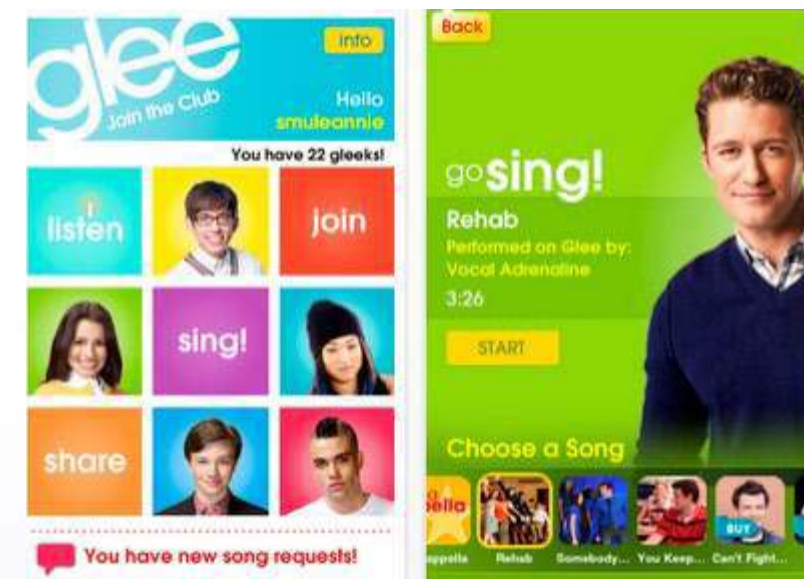 glee
Join the Club
info
Hello
smuleannie
You have 22 gleeks!
listen
join
sing!
share
You have new song requests!
Back
go sing!
Rehab
Performed on Glee by:
Vocal Adrenaline
3:26
START
Choose a Song
BUY
Rehab
Somebody...
You Keep...
Can't Fight...